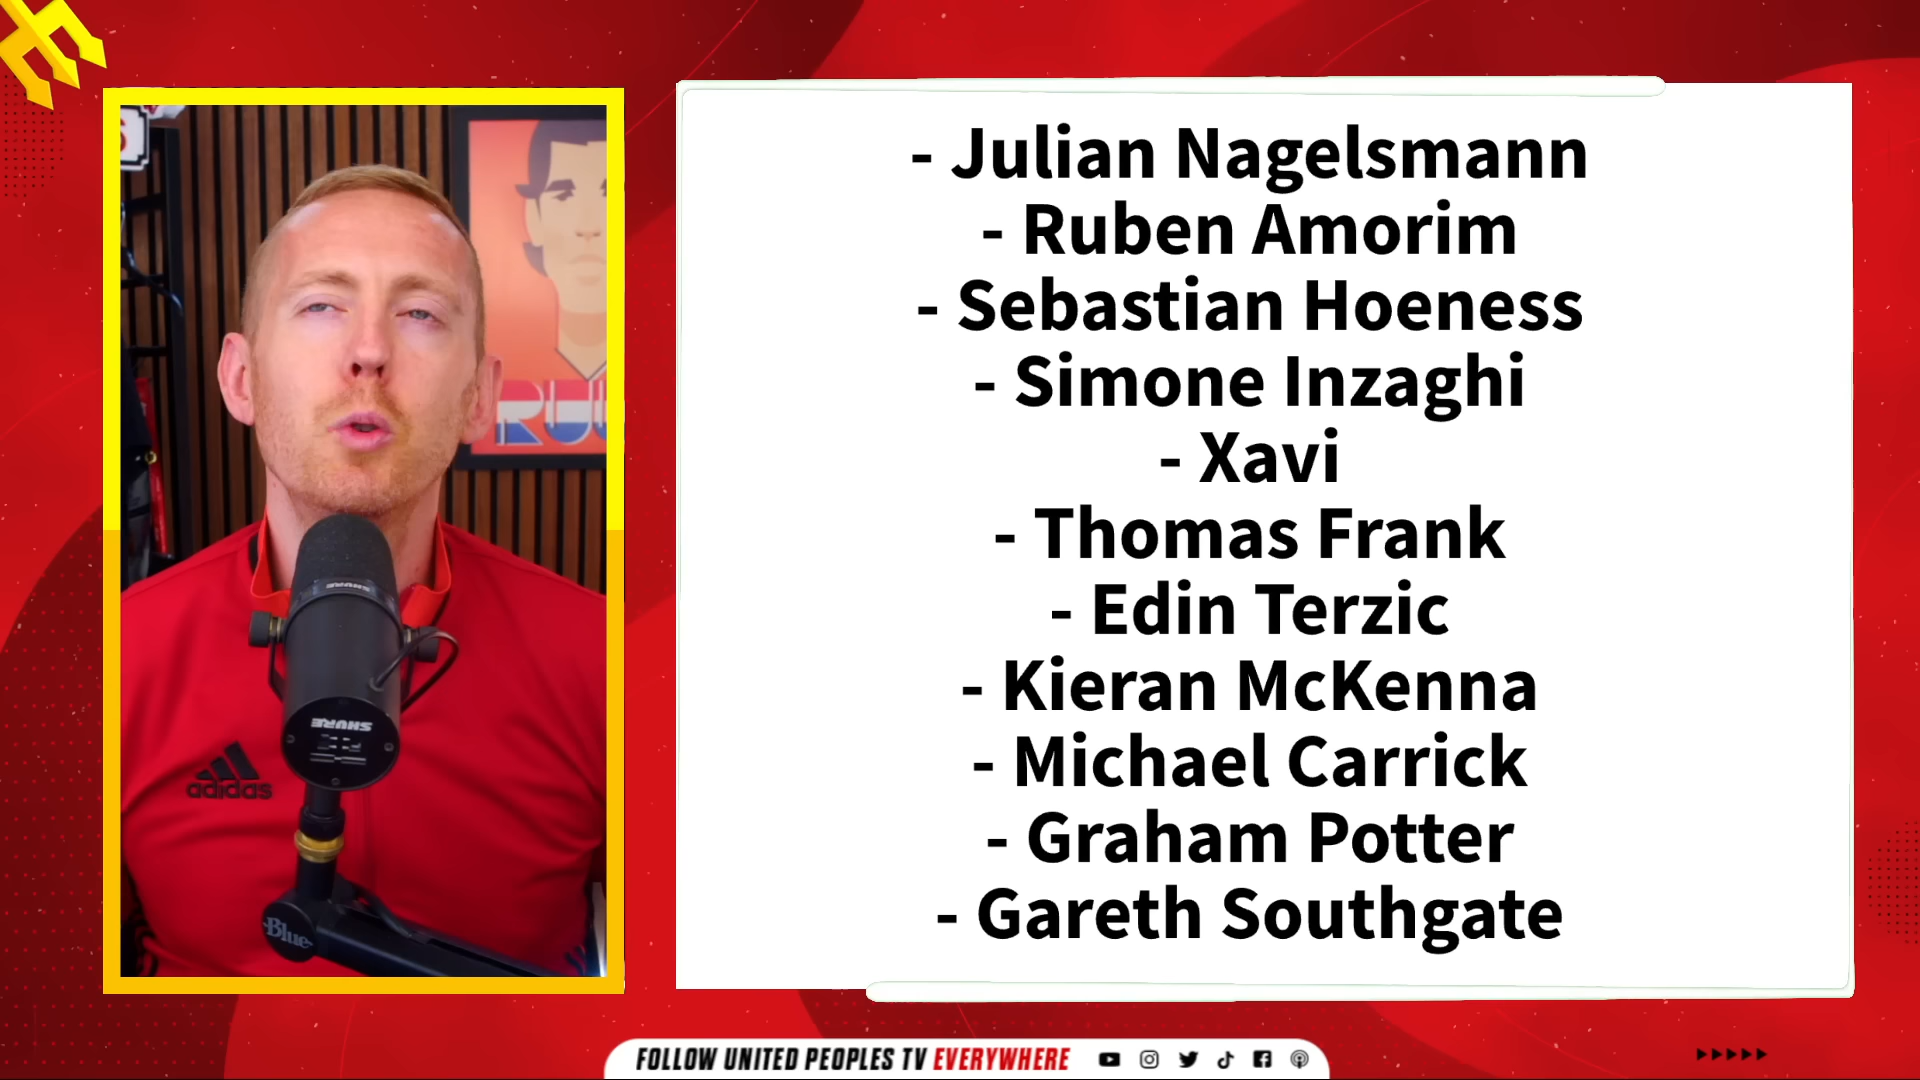 - Julian Nagelsmann
- Ruben Amorim
- Sebastian Hoeness
- Simone Inzaghi
- Xavi
- Thomas Frank
- Edin Terzic
- Kieran McKenna
- Michael Carrick
- Graham Potter
- Gareth Southgate
SHURE
SHURE
adidas
Blue
FOLLOW UNITED PEOPLES TV EVERYWHERE